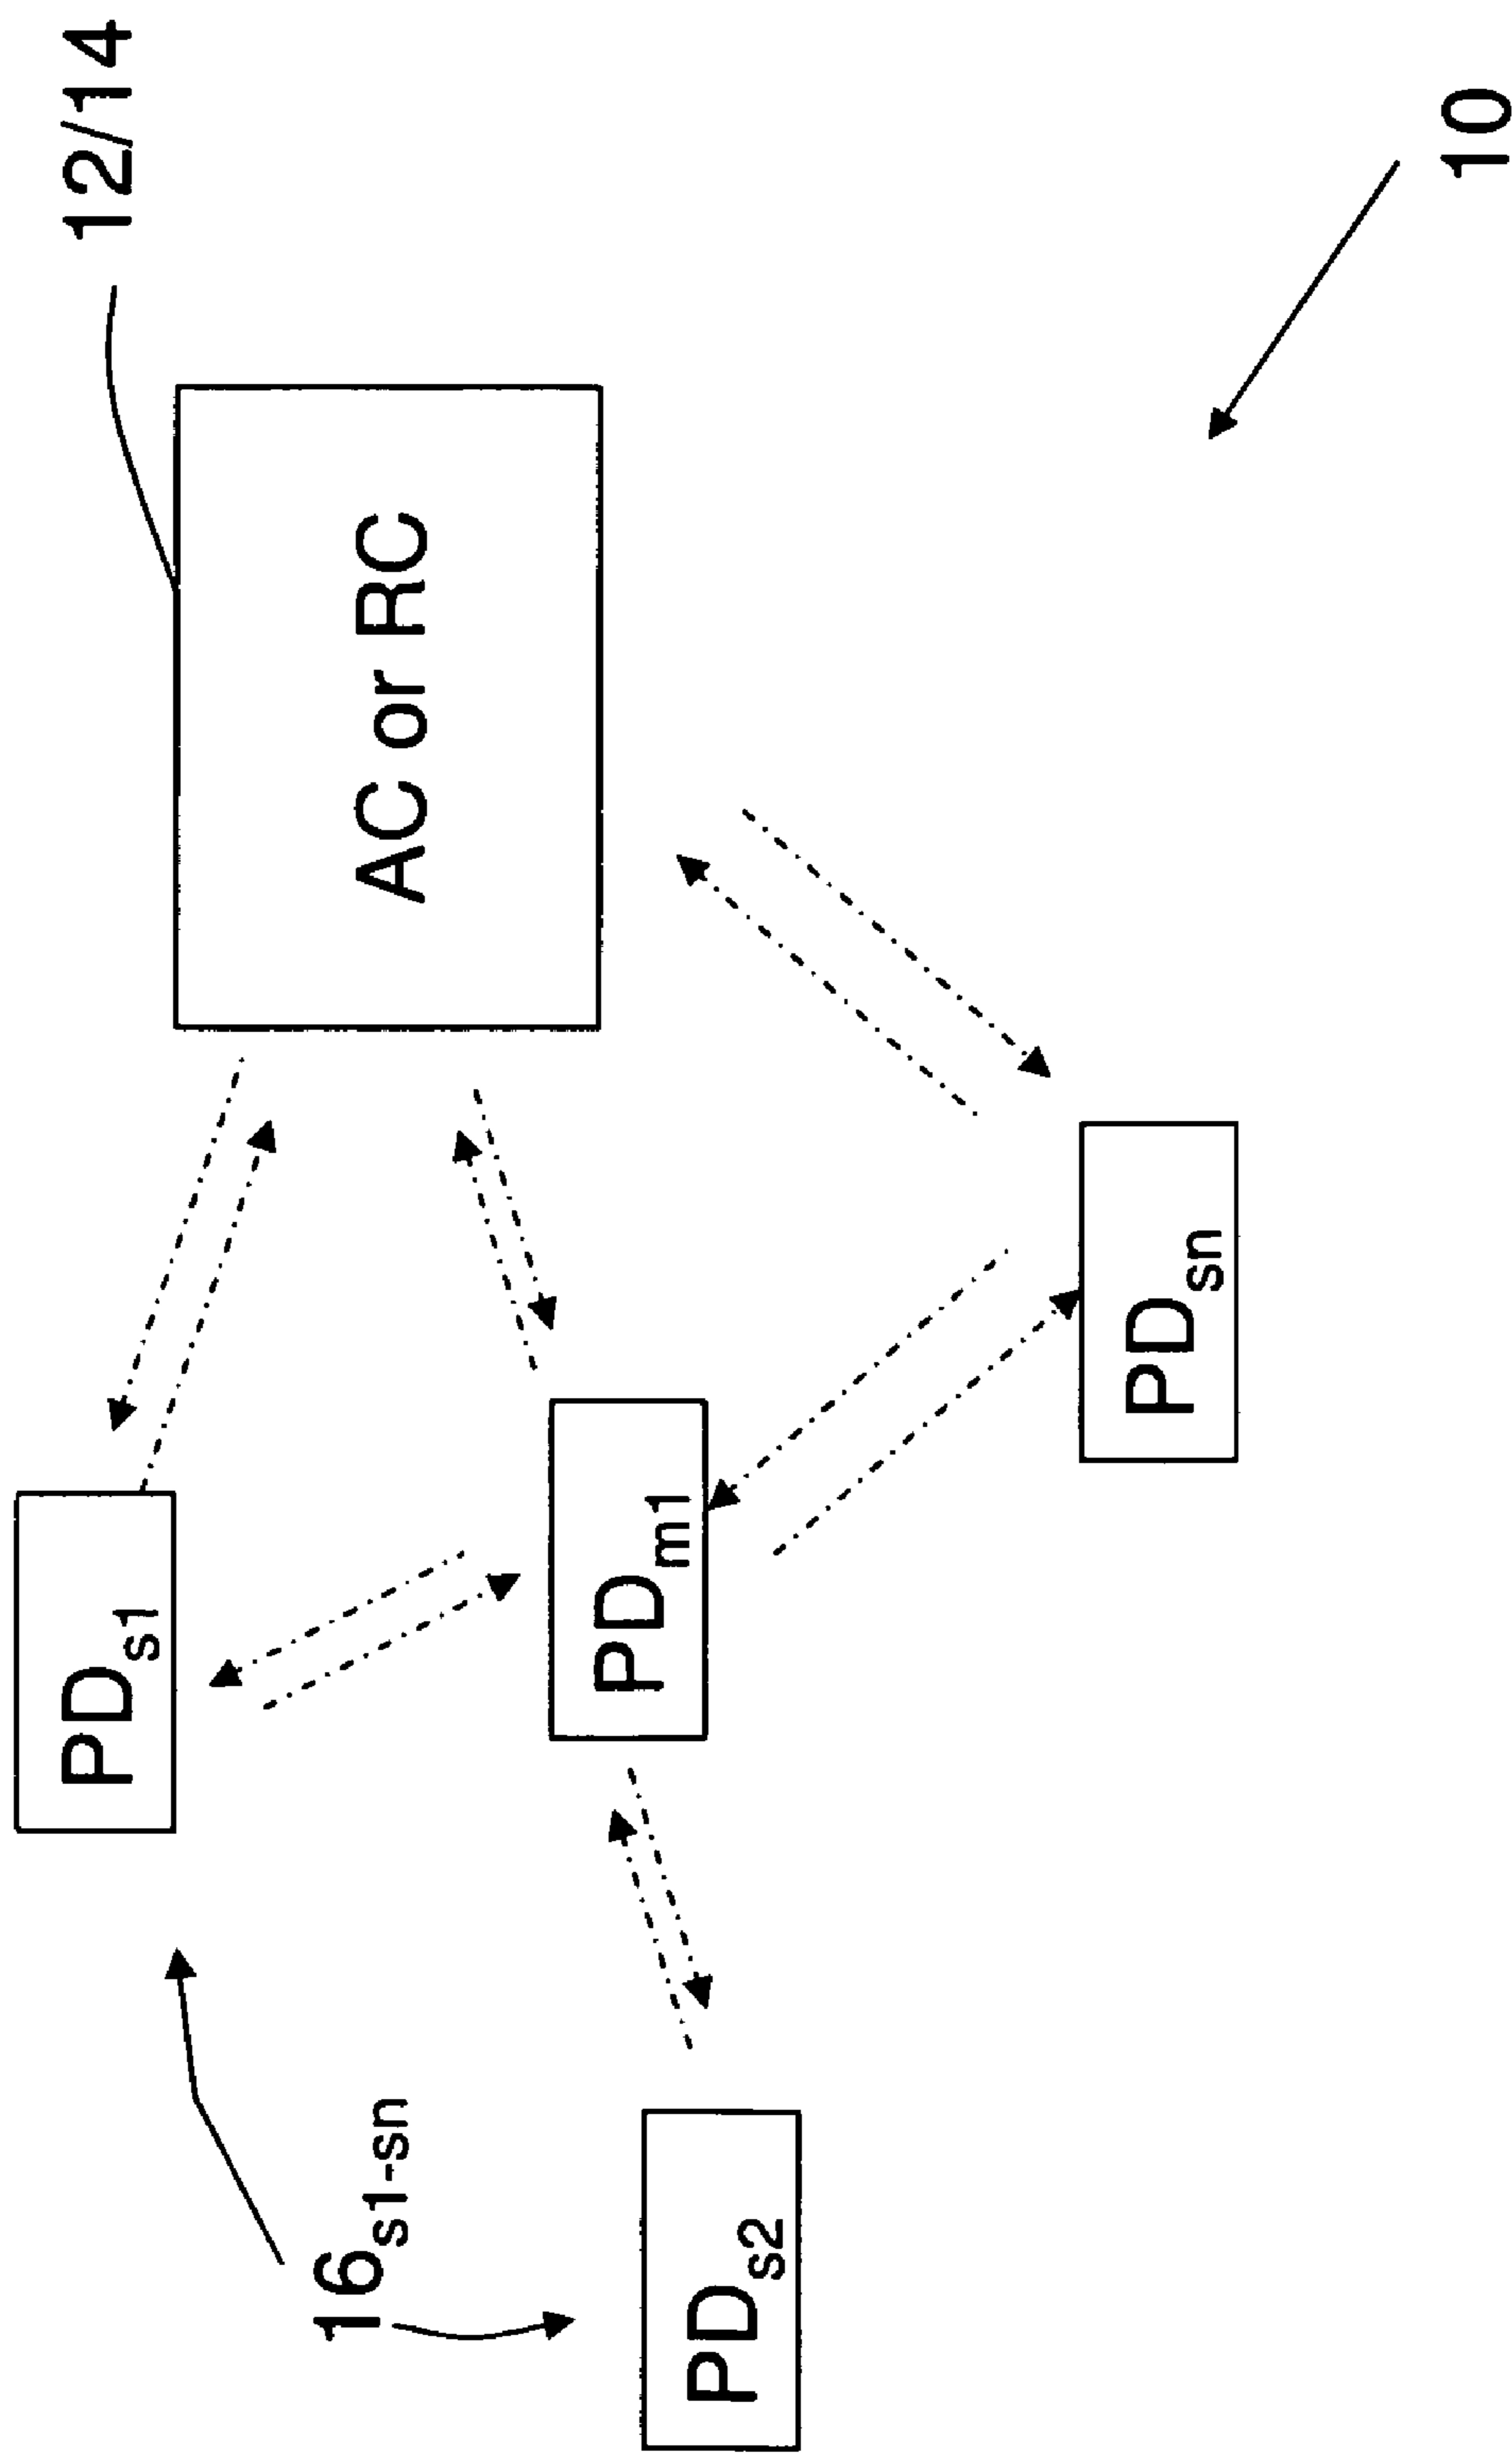 12/14
AC or RC
10
PDs1
PDm1
PDsn
16s1-sn
PDs2